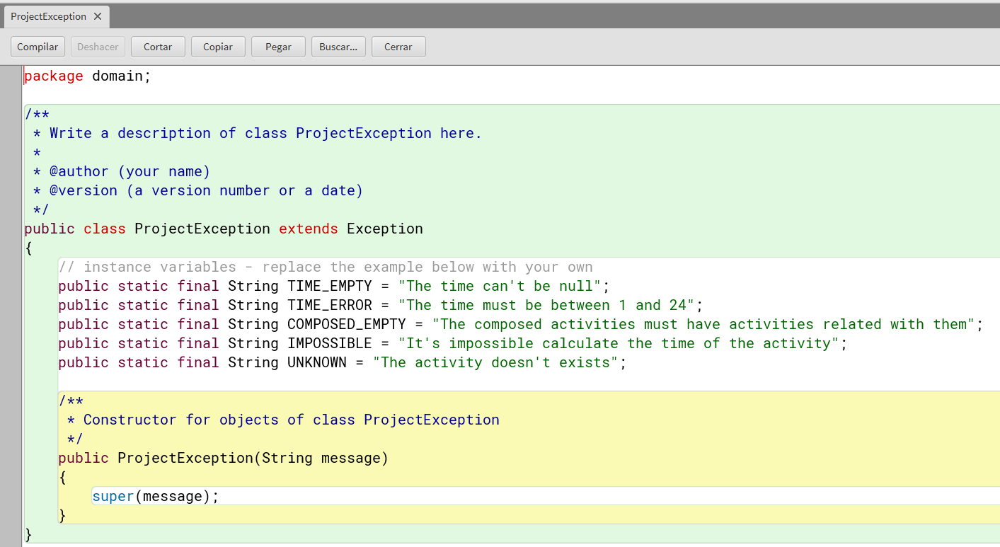 ProjectException ×
Compilar Deshacer Cortar Copiar Pegar Buscar... Cerrar
package domain;
/**
 * Write a description of class ProjectException here.
 *
 * @author (your name)
 * @version (a version number or a date)
 */
public class ProjectException extends Exception
{
    // instance variables - replace the example below with your own
    public static final String TIME_EMPTY = "The time can't be null";
    public static final String TIME_ERROR = "The time must be between 1 and 24";
    public static final String COMPOSED_EMPTY = "The composed activities must have activities related with them";
    public static final String IMPOSSIBLE = "It's impossible calculate the time of the activity";
    public static final String UNKNOWN = "The activity doesn't exists";
    /**
     * Constructor for objects of class ProjectException
     */
    public ProjectException(String message)
    {
        super(message);
    }
}